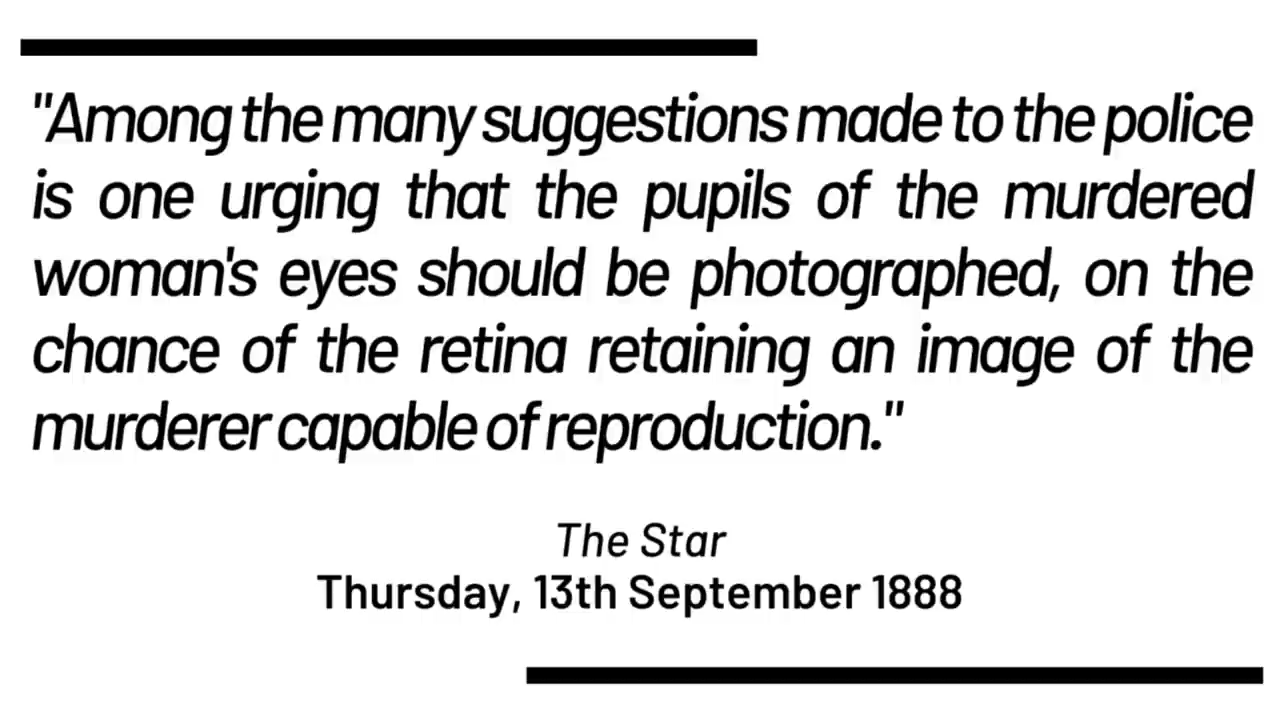 "Among the many suggestions made to the police
is one urging that the pupils of the murdered
woman's eyes should be photographed, on the
chance of the retina retaining an image of the
murderer capable of reproduction."
The Star
Thursday, 13th September 1888